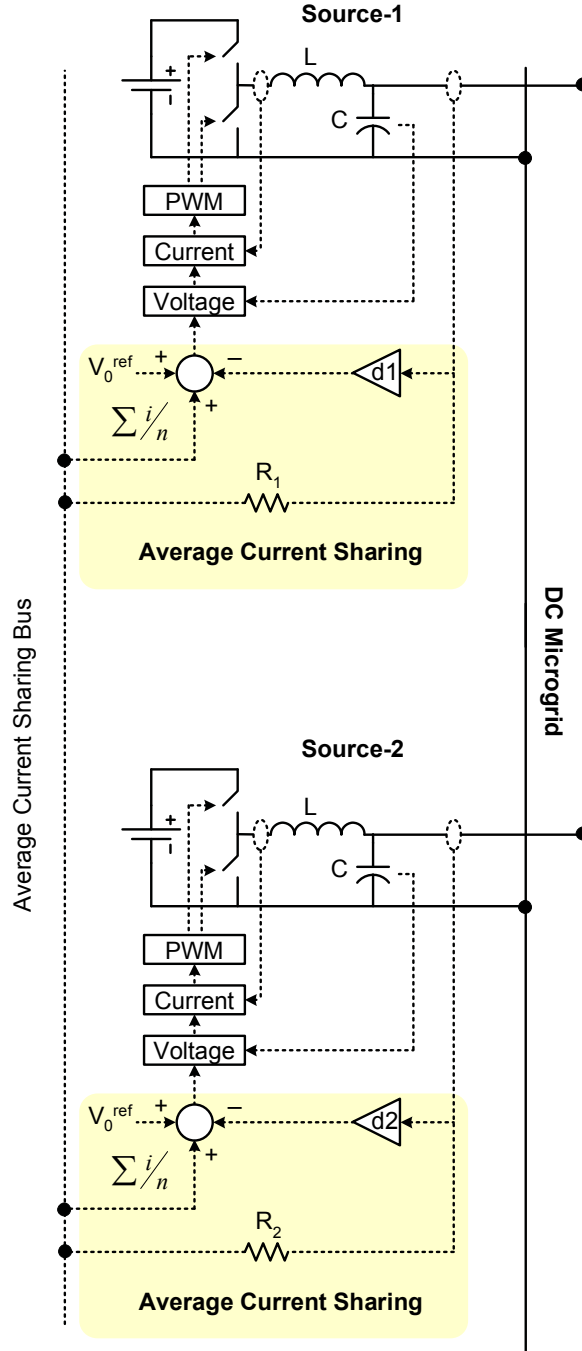 Source-1
+
L
–
C
PWM
Current
Voltage
V₀ʳᵉᶠ
+
–
d1
+
∑ i/n
R₁
Average Current Sharing
Average Current Sharing Bus
DC Microgrid
Source-2
+
L
–
C
PWM
Current
Voltage
V₀ʳᵉᶠ
+
–
d2
+
∑ i/n
R₂
Average Current Sharing